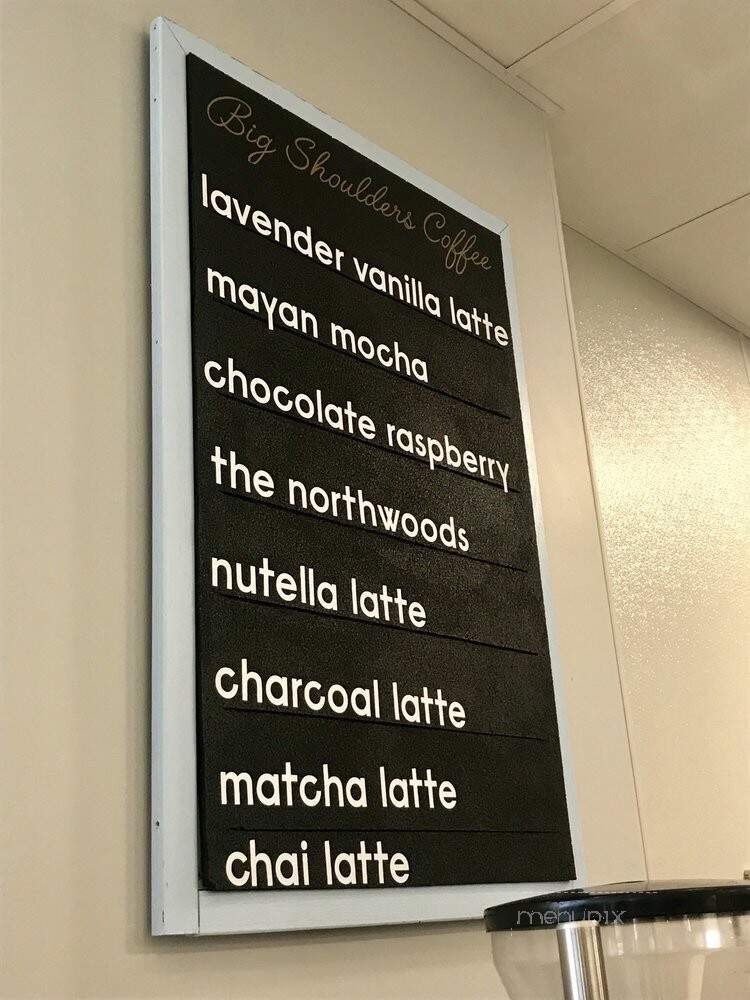 Big Shoulders Coffee
lavender vanilla latte
mayan mocha
chocolate raspberry
the northwoods
nutella latte
charcoal latte
matcha latte
chai latte
menupix